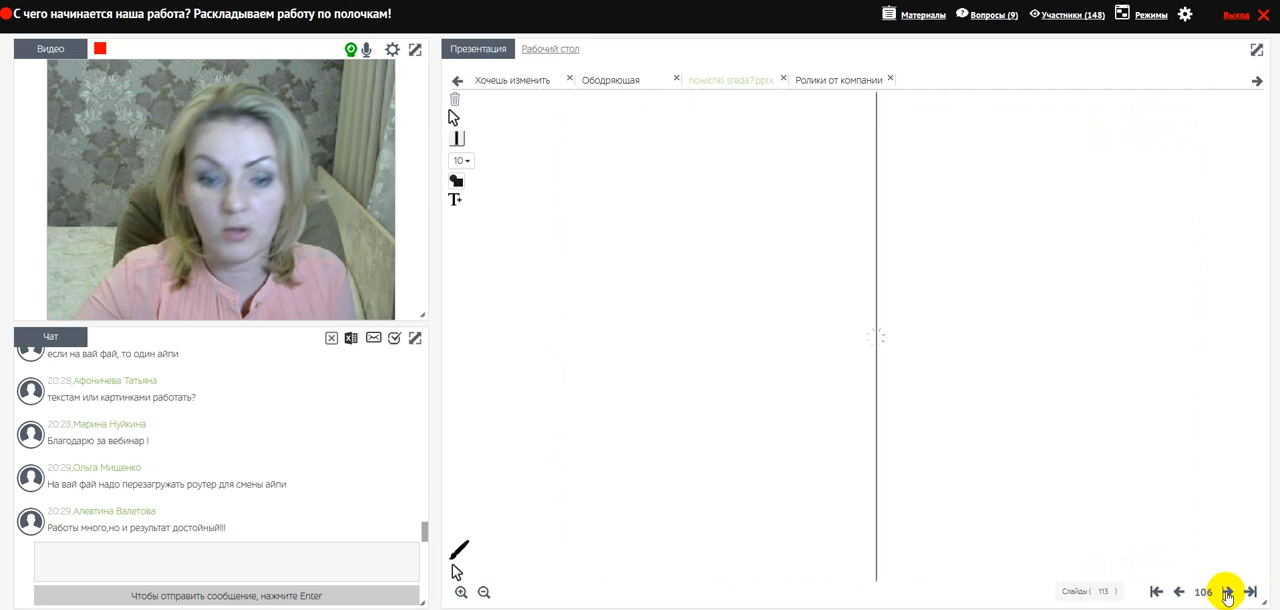 С чего начинается наша работа? Раскладываем работу по полочкам!
Материалы
Вопросы (9)
Участники (148)
Режимы
Выход
Видео
Презентация
Рабочий стол
Хочешь изменить
Ободряющая
nowichki sreda7.pptx
Ролики от компании
10
T+
Чат
если на вай фай, то один айпи
20:28,Афоничева Татьяна
текстам или картинками работать?
20:28,Марина Нуйкина
Благодарю за вебинар !
20:29,Ольга Мищенко
На вай фай надо перезагружать роутер для смены айпи
20:29,Алевтина Валетова
Работы много,но и результат достойный!!!
Чтобы отправить сообщение, нажмите Enter
Слайды ( 113 )
106